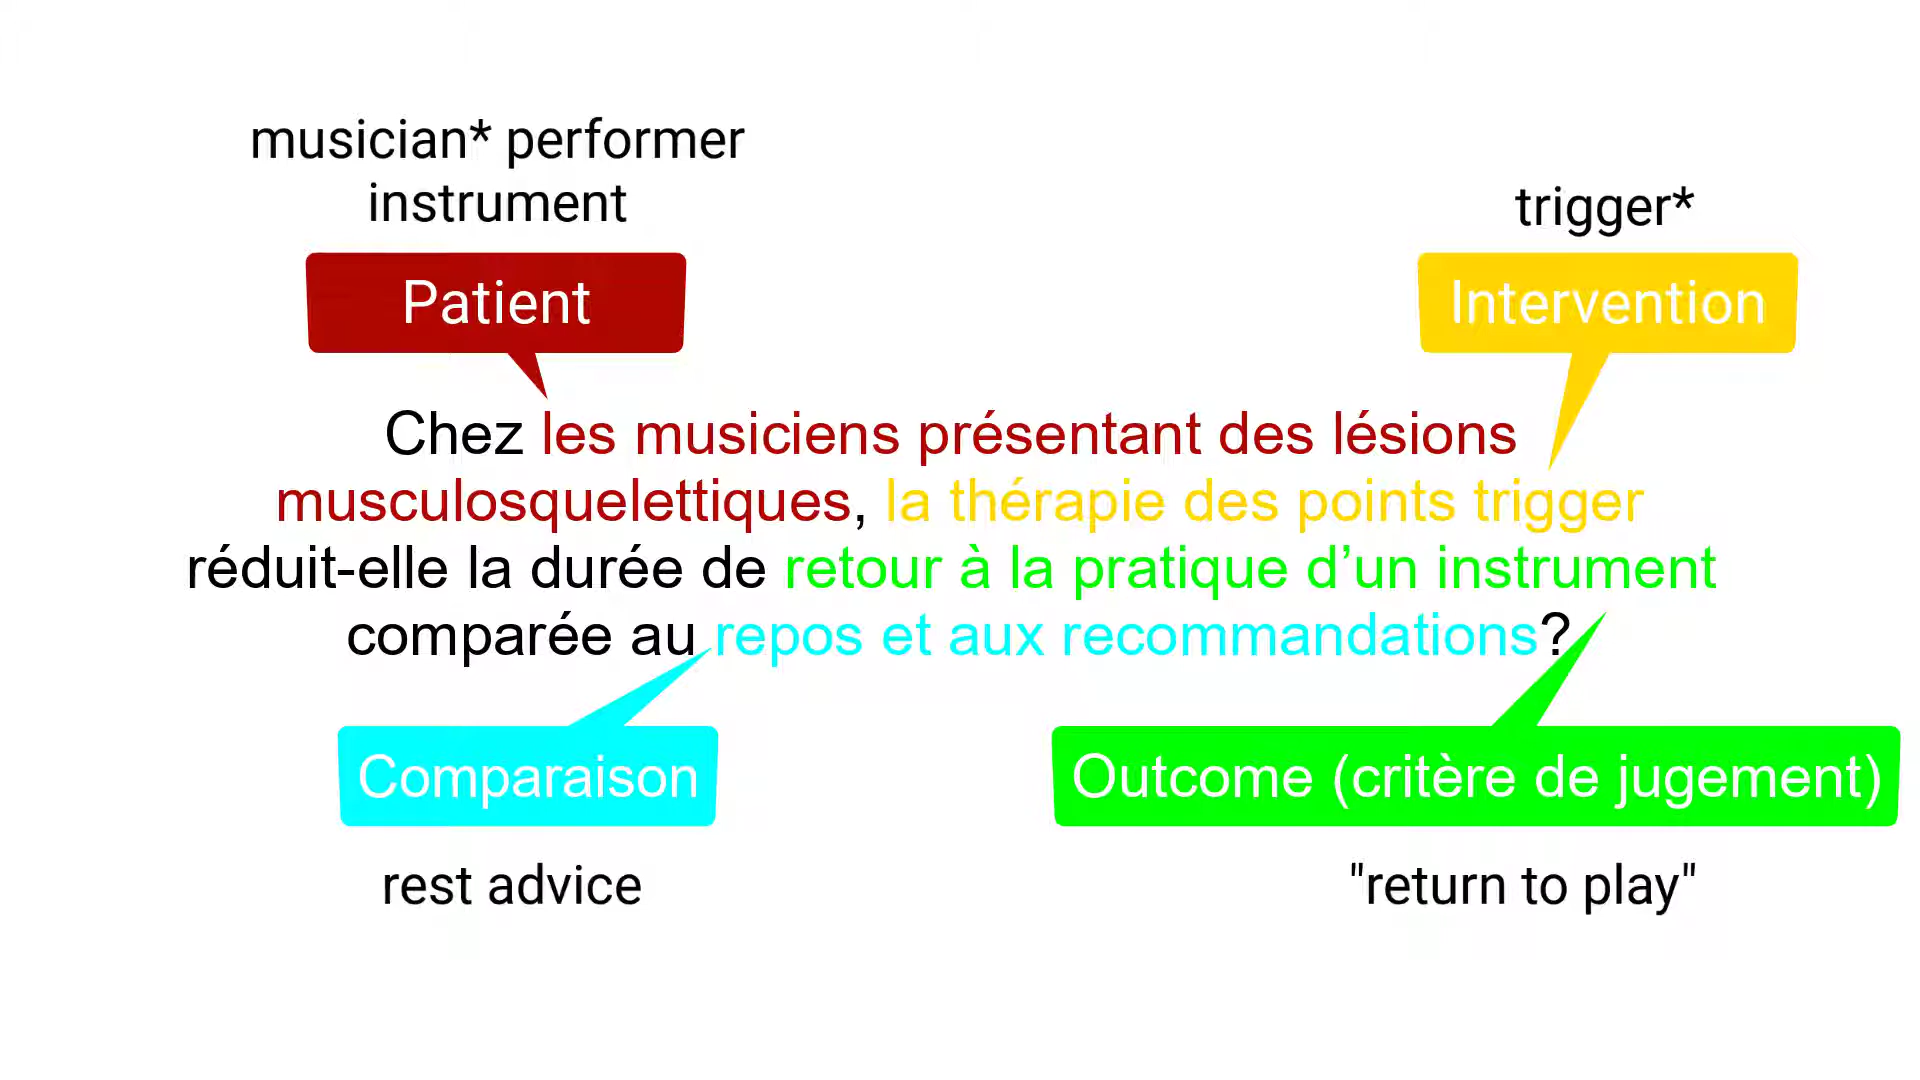 musician* performer
instrument
trigger*
Patient
Intervention
Chez les musiciens présentant des lésions
musculosquelettiques, la thérapie des points trigger
réduit-elle la durée de retour à la pratique d’un instrument
comparée au repos et aux recommandations?
Comparaison
Outcome (critère de jugement)
rest advice
"return to play"